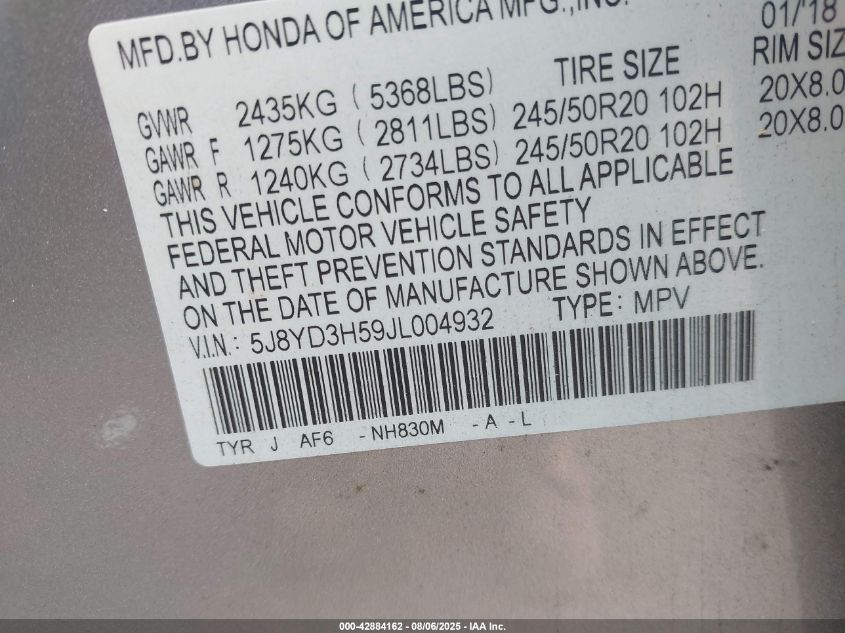 MFD.BY HONDA OF AMERICA MFG.,INC. 01/'18
TIRE SIZE RIM SIZ
GVWR 2435KG ( 5368LBS)
GAWR F 1275KG ( 2811LBS) 245/50R20 102H 20X8.0
GAWR R 1240KG ( 2734LBS) 245/50R20 102H 20X8.0
THIS VEHICLE CONFORMS TO ALL APPLICABLE
FEDERAL MOTOR VEHICLE SAFETY
AND THEFT PREVENTION STANDARDS IN EFFECT
ON THE DATE OF MANUFACTURE SHOWN ABOVE.
V.I.N.: 5J8YD3H59JL004932 TYPE: MPV
TYR J AF6 -NH830M -A -L
000-42884162 - 08/06/2025 - IAA Inc.